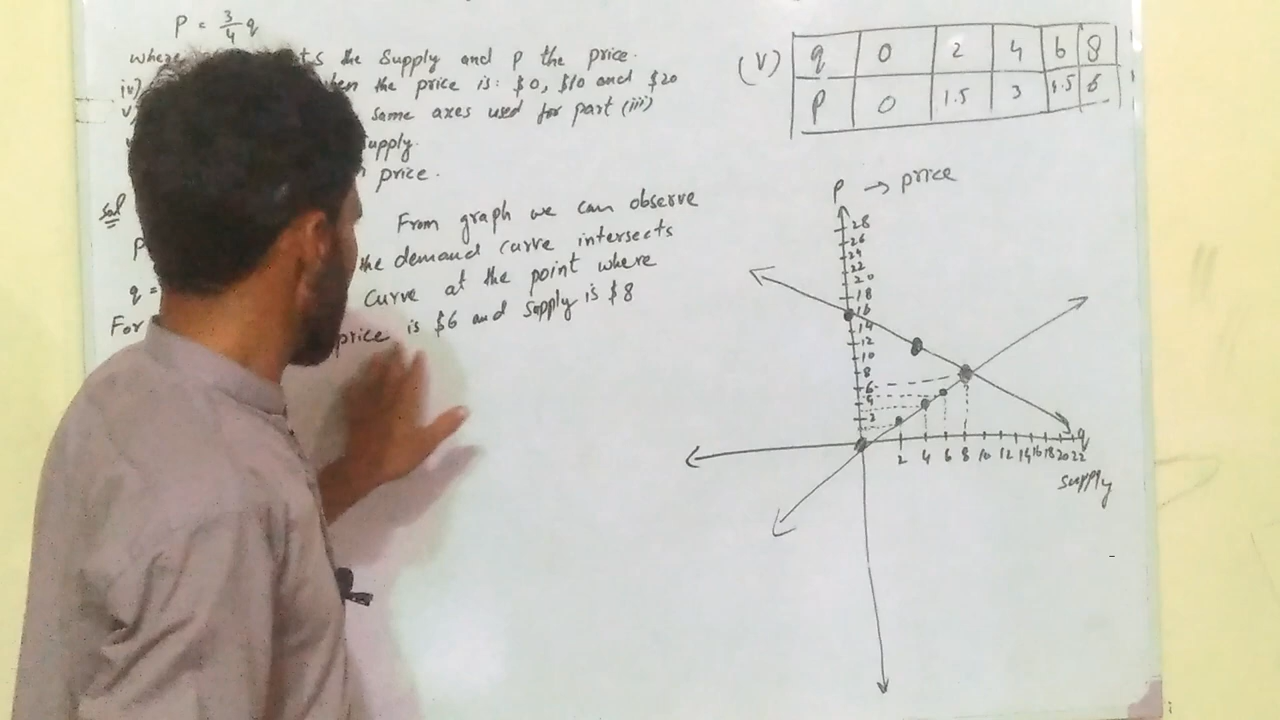 P = 3/4 q
where ts the supply and P the price.
iv) hen the price is: $0, $10 and $20
v) same axes used for part (iii)
upply.
price.
Sol From graph we can observe
P the demand curve intersects
q = curve at the point where
For price is $6 and supply is $8
(V) q 0 2 4 6 8
P 0 1.5 3 4.5 6
P → price
28
26
24
22
20
18
16
14
12
10
8
6
4
2
2 4 6 8 10 12 14 16 18 20 22
q
supply